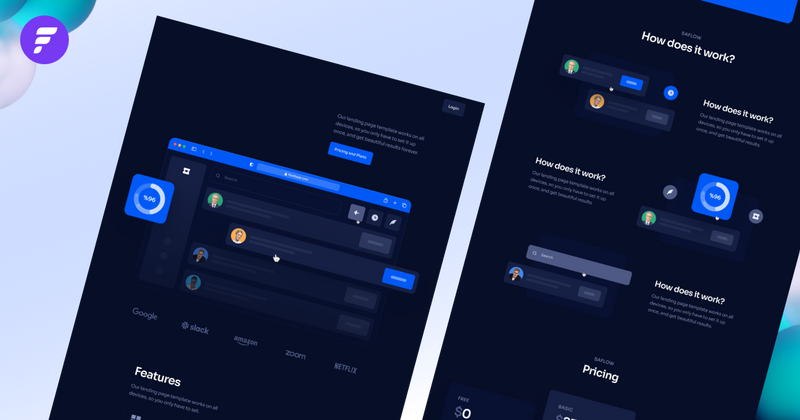 Login
Our landing page template works on all
devices, so you only have to set it up
once, and get beautiful results forever.
Pricing and Plans
Search
%96
Google
slack
amazon
zoom
NETFLIX
Features
Our landing page template works on all
devices, so you only have to set.
SAFLOW
How does it work?
How does it work?
Our landing page template
works on all devices, so you
only have to set it up once,
and get beautiful results.
How does it work?
Our landing page template
works on all devices, so you
only have to set it up once,
and get beautiful results.
%96
Search
How does it work?
Our landing page template
works on all devices, so you
only have to set it up once,
and get beautiful results.
SAFLOW
Pricing
FREE
$0
BASIC